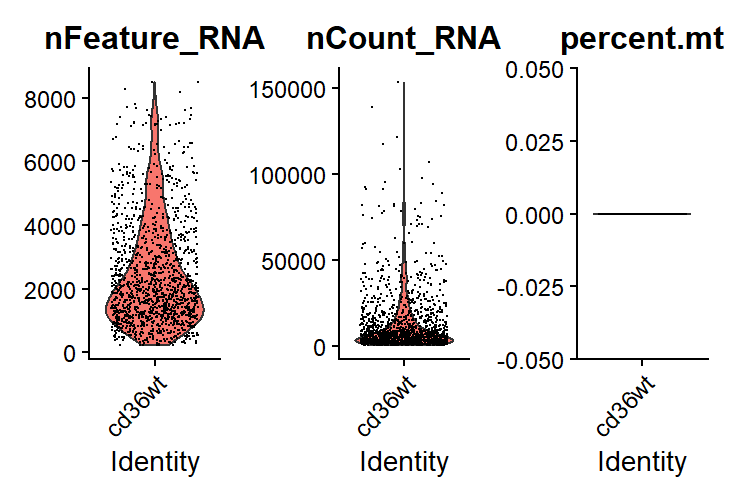 nFeature_RNA
8000
6000
4000
2000
0
cd36wt
Identity
nCount_RNA
150000
100000
50000
0
cd36wt
Identity
percent.mt
0.050
0.025
0.000
-0.025
-0.050
cd36wt
Identity